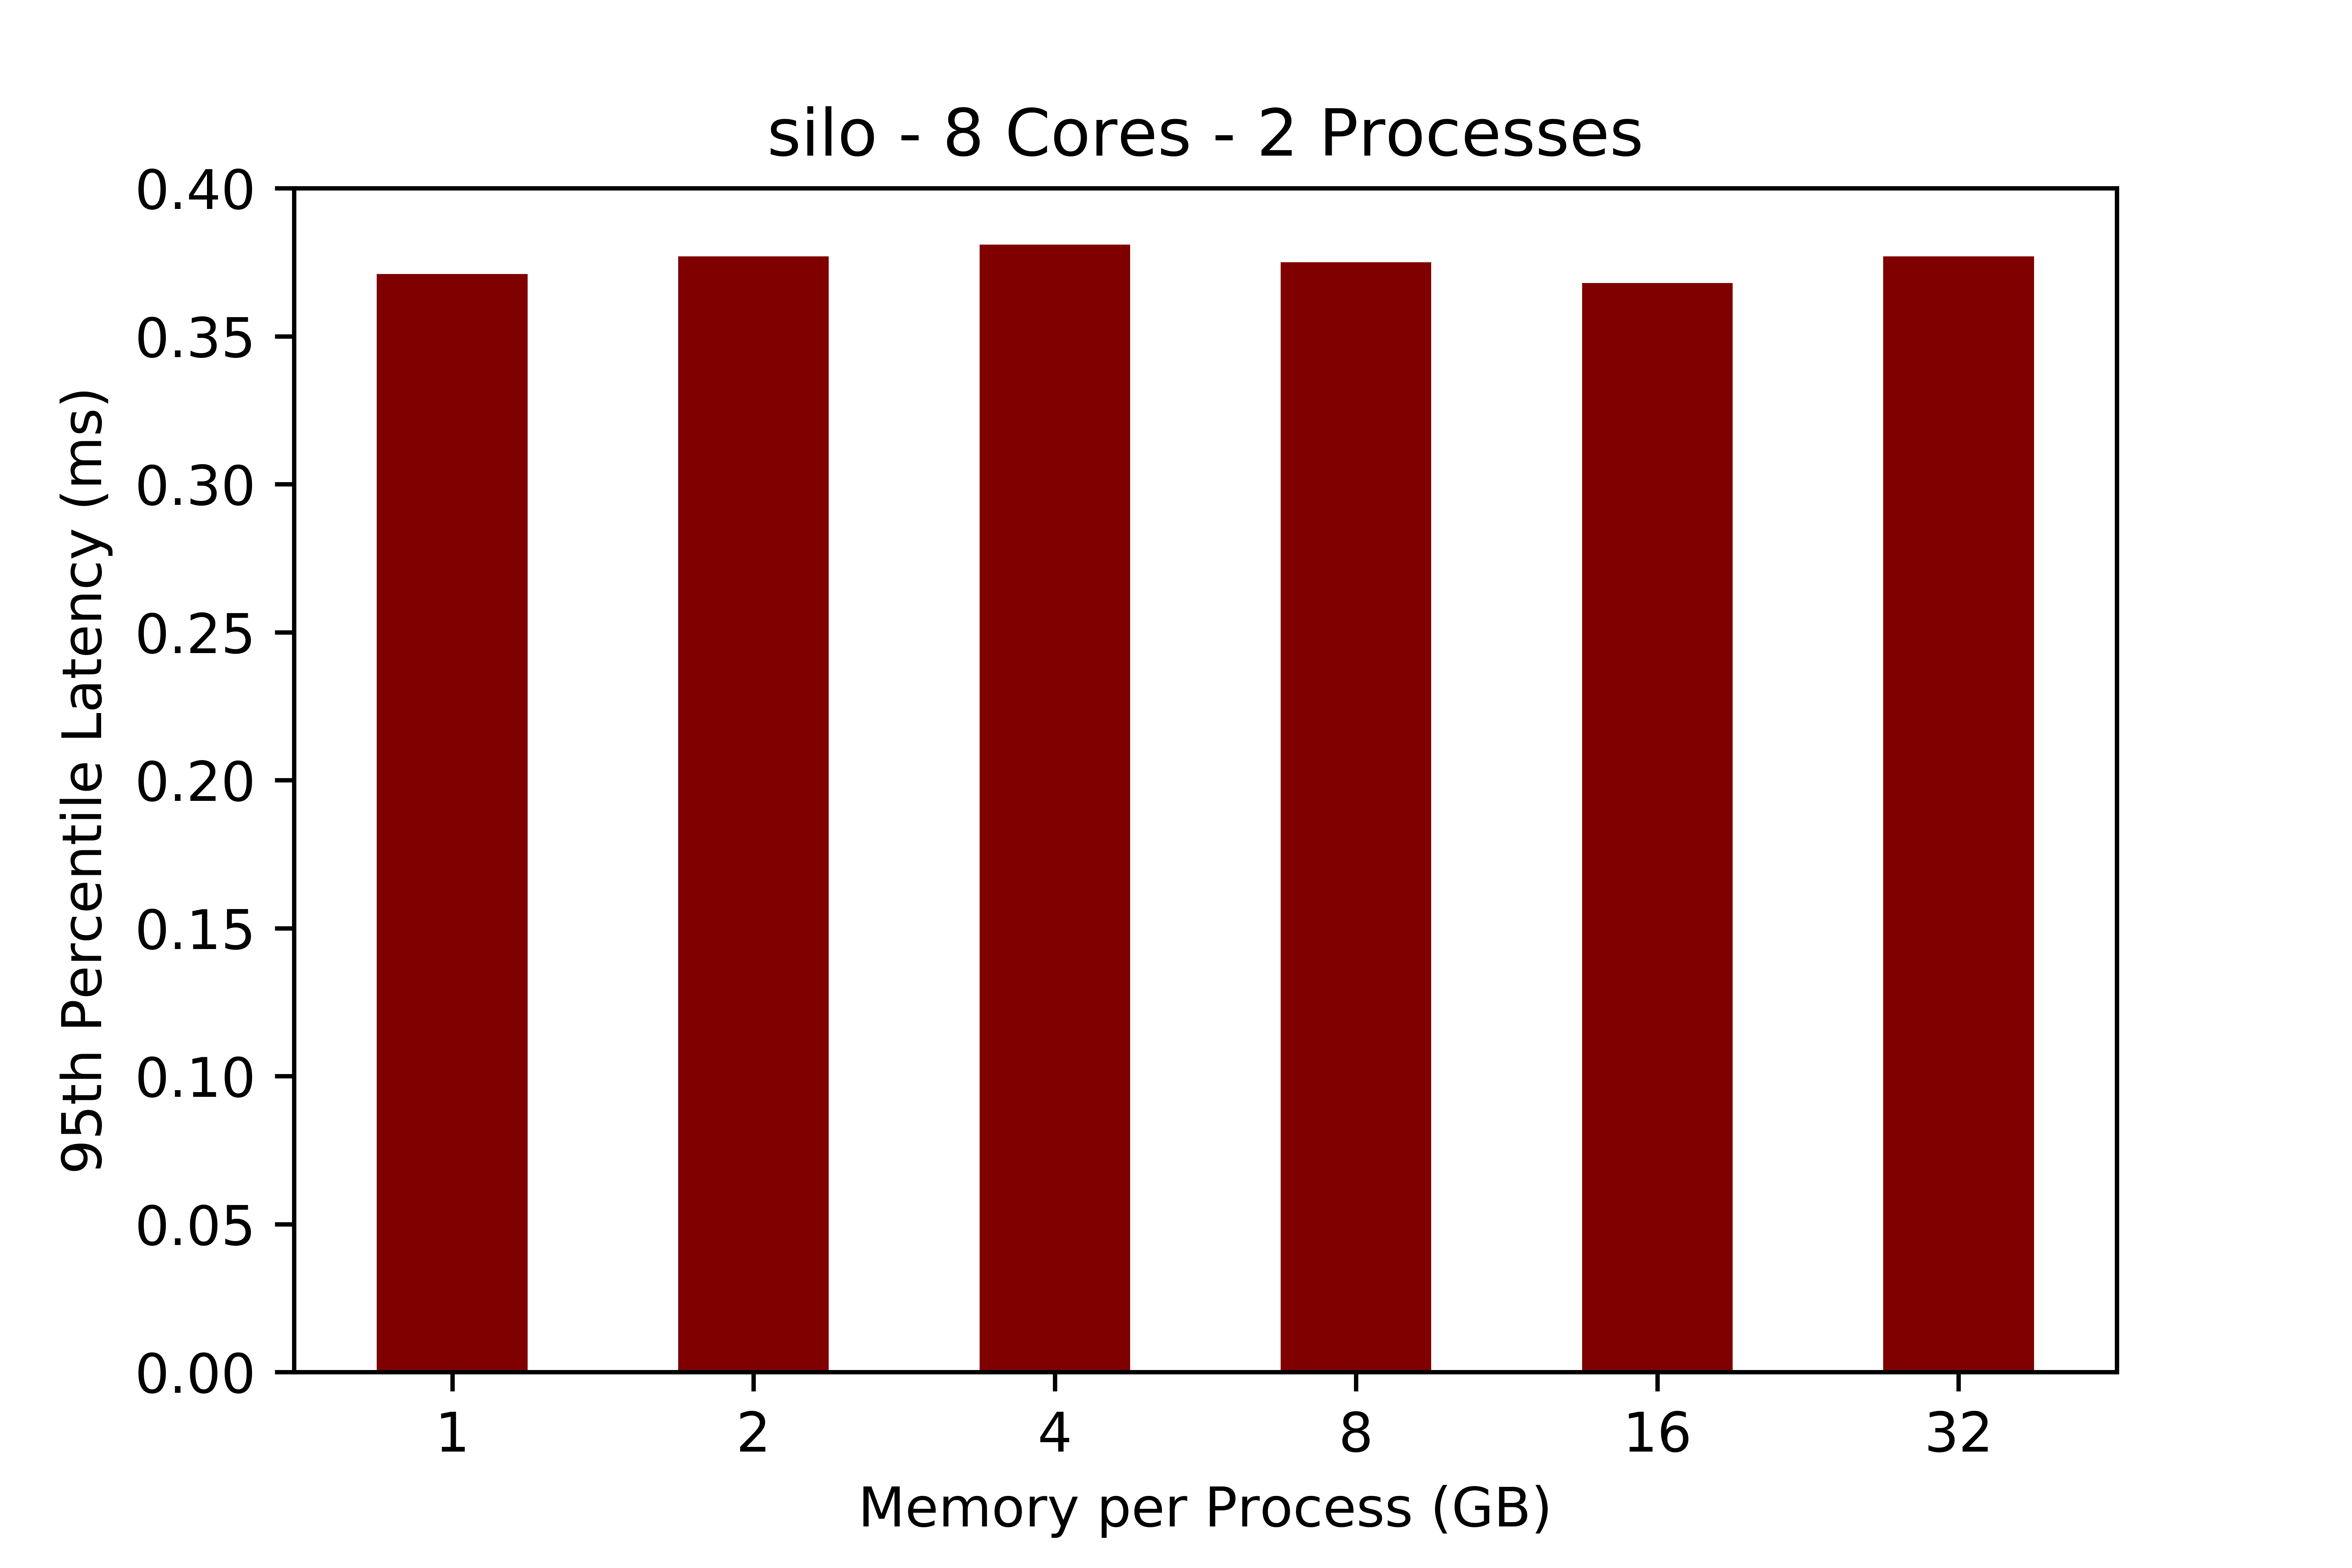 silo - 8 Cores - 2 Processes
0.40
0.35
0.30
0.25
0.20
0.15
0.10
0.05
0.00
95th Percentile Latency (ms)
1 2 4 8 16 32
Memory per Process (GB)